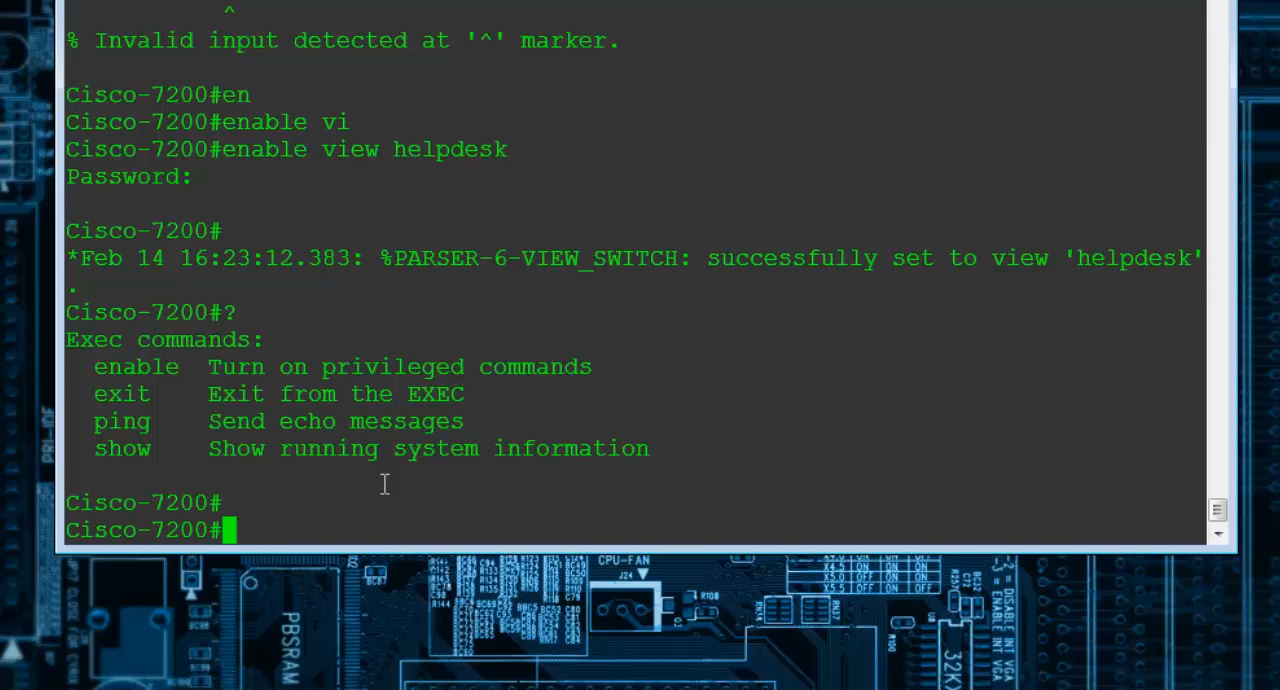 ^
% Invalid input detected at '^' marker.
Cisco-7200#en
Cisco-7200#enable vi
Cisco-7200#enable view helpdesk
Password:
Cisco-7200#
*Feb 14 16:23:12.383: %PARSER-6-VIEW_SWITCH: successfully set to view 'helpdesk'
.
Cisco-7200#?
Exec commands:
enable Turn on privileged commands
exit Exit from the EXEC
ping Send echo messages
show Show running system information
Cisco-7200#
Cisco-7200#
CPU-FAN
J24
PBSRAM